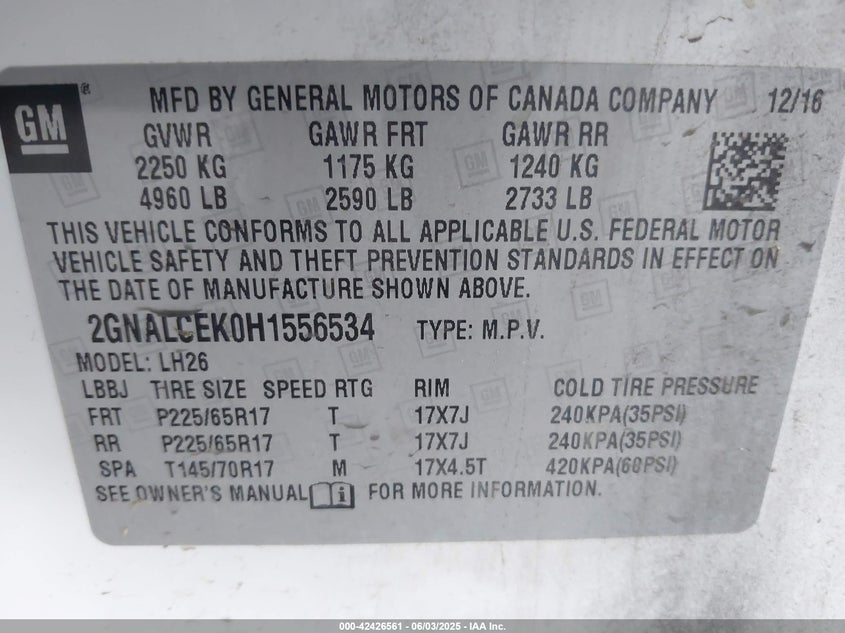 GM® MFD BY GENERAL MOTORS OF CANADA COMPANY 12/16
GVWR GAWR FRT GAWR RR
2250 KG 1175 KG 1240 KG
4960 LB 2590 LB 2733 LB
THIS VEHICLE CONFORMS TO ALL APPLICABLE U.S. FEDERAL MOTOR
VEHICLE SAFETY AND THEFT PREVENTION STANDARDS IN EFFECT ON
THE DATE OF MANUFACTURE SHOWN ABOVE.
2GNALCEK0H1556534 TYPE: M.P.V.
MODEL: LH26
LBBJ TIRE SIZE SPEED RTG RIM COLD TIRE PRESSURE
FRT P225/65R17 T 17X7J 240KPA(35PSI)
RR P225/65R17 T 17X7J 240KPA(35PSI)
SPA T145/70R17 M 17X4.5T 420KPA(60PSI)
SEE OWNER'S MANUAL i FOR MORE INFORMATION.
000-42426561 - 06/03/2025 - IAA Inc.